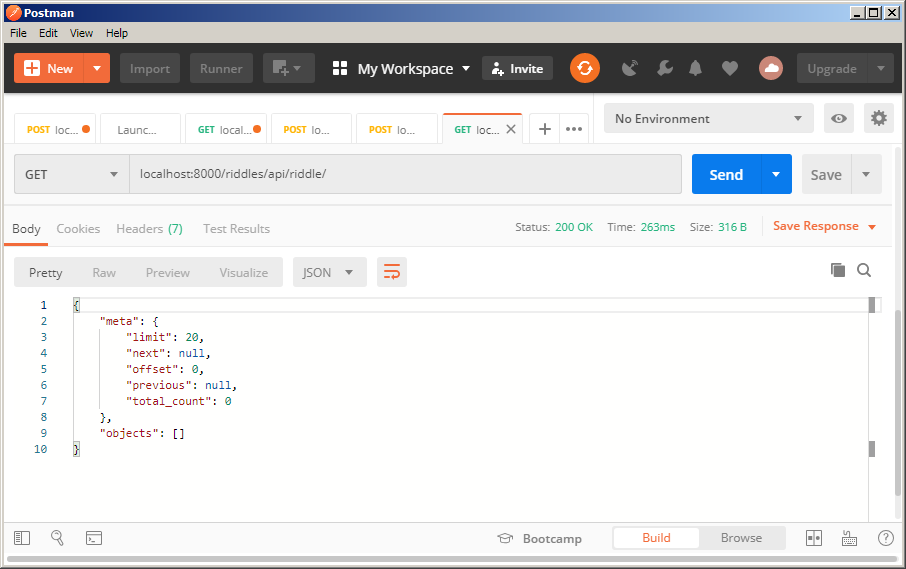 Postman
File Edit View Help
New Import Runner My Workspace Invite Upgrade
POST loc... Launc... GET local... POST lo... POST lo... GET loc... No Environment
GET localhost:8000/riddles/api/riddle/ Send Save
Body Cookies Headers (7) Test Results Status: 200 OK Time: 263ms Size: 316 B Save Response
Pretty Raw Preview Visualize JSON
1 {
2 "meta": {
3 "limit": 20,
4 "next": null,
5 "offset": 0,
6 "previous": null,
7 "total_count": 0
8 },
9 "objects": []
10 }
Bootcamp Build Browse